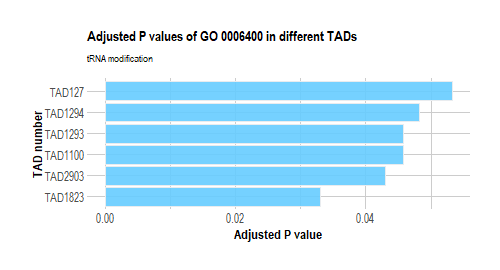 Adjusted P values of GO 0006400 in different TADs
tRNA modification
TAD number
TAD127
TAD1294
TAD1293
TAD1100
TAD2903
TAD1823
0.00 0.02 0.04
Adjusted P value